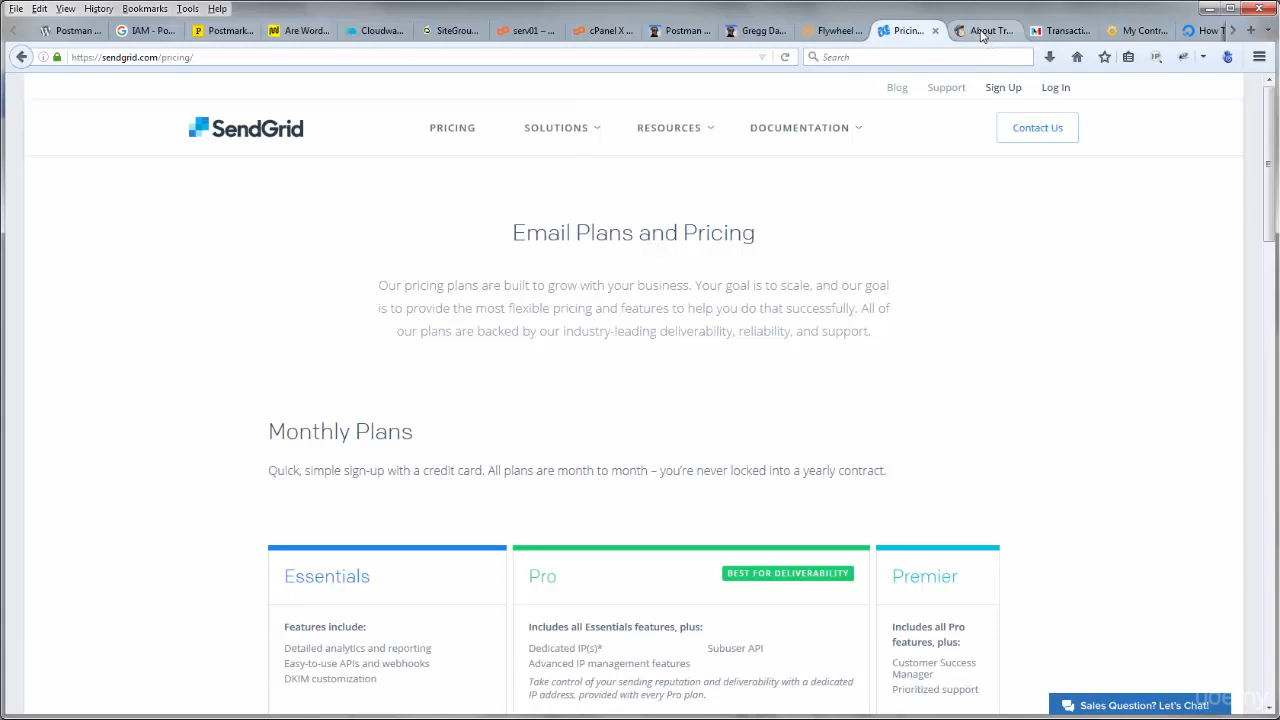 File Edit View History Bookmarks Tools Help
Postman ... IAM - Po... Postmark... Are Word... Cloudwa... SiteGrou... serv01 – ... cPanel X ... Postman ... Gregg Da... Flywheel ... Pricin... About Tr... Transacti... My Contr... How T
https://sendgrid.com/pricing/ Search
Blog Support Sign Up Log In
SendGrid PRICING SOLUTIONS RESOURCES DOCUMENTATION Contact Us
Email Plans and Pricing
Our pricing plans are built to grow with your business. Your goal is to scale, and our goal
is to provide the most flexible pricing and features to help you do that successfully. All of
our plans are backed by our industry-leading deliverability, reliability, and support.
Monthly Plans
Quick, simple sign-up with a credit card. All plans are month to month – you're never locked into a yearly contract.
Essentials
Features include:
Detailed analytics and reporting
Easy-to-use APIs and webhooks
DKIM customization
Pro BEST FOR DELIVERABILITY
Includes all Essentials features, plus:
Dedicated IP(s)* Subuser API
Advanced IP management features
Take control of your sending reputation and deliverability with a dedicated
IP address, provided with every Pro plan.
Premier
Includes all Pro
features, plus:
Customer Success
Manager
Prioritized support
Sales Question? Let's Chat!
udemy